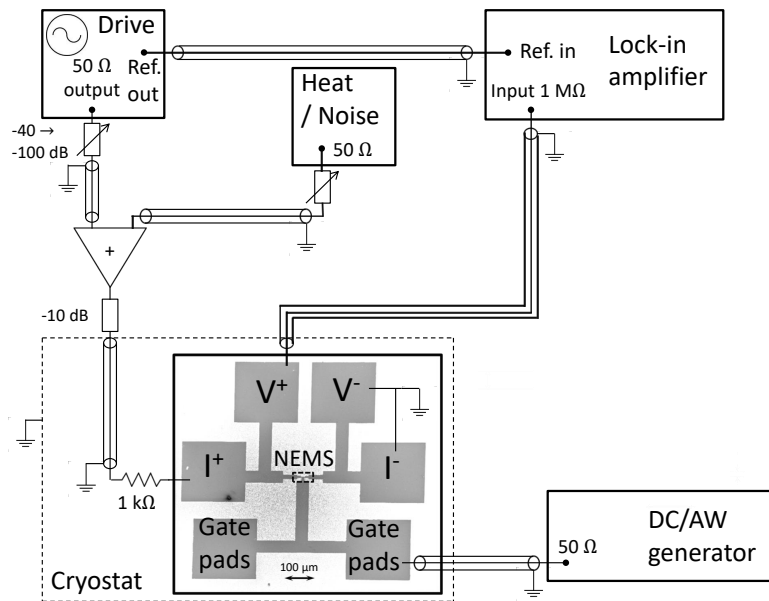 Drive
50 Ω
output
Ref.
out
-40 →
-100 dB
Heat
/ Noise
50 Ω
Ref. in
Lock-in
amplifier
Input 1 MΩ
+
-10 dB
V+
V-
NEMS
I+
I-
1 kΩ
Gate
pads
Gate
pads
100 µm
Cryostat
50 Ω
DC/AW
generator